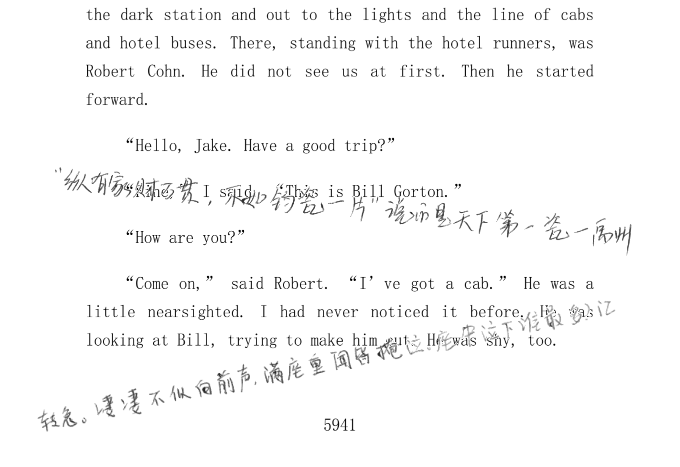 the dark station and out to the lights and the line of cabs
and hotel buses. There, standing with the hotel runners, was
Robert Cohn. He did not see us at first. Then he started
forward.
“Hello, Jake. Have a good trip?”
“纵有家财万贯，不如钧瓷一片”说的是天下第一瓷一禹州
I said. “This is Bill Gorton.”
“How are you?”
“Come on,” said Robert. “I’ve got a cab.” He was a
little nearsighted. I had never noticed it before. He was
looking at Bill, trying to make him out. He was shy, too.
转急。凄凄不似向前声，满座重闻皆掩泣。座中泣下谁最多？江
5941